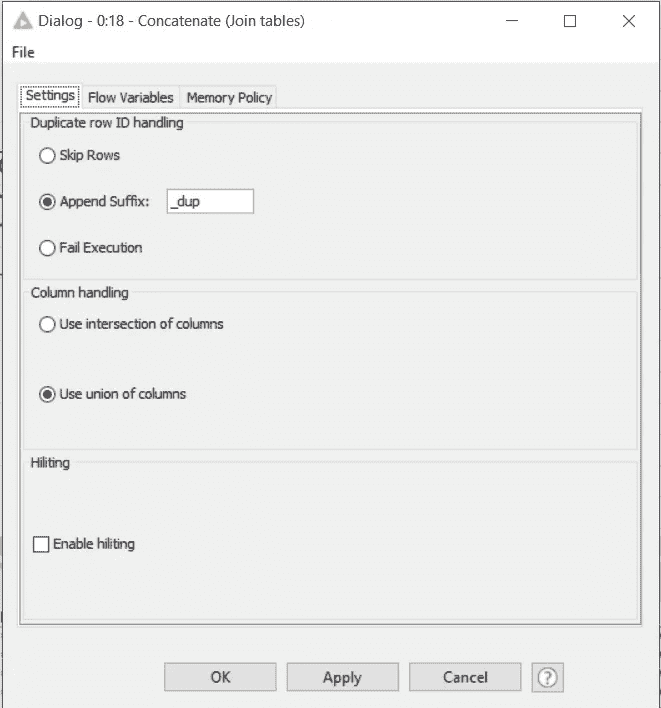 Dialog - 0:18 - Concatenate (Join tables)
File
Settings Flow Variables Memory Policy
Duplicate row ID handling
Skip Rows
Append Suffix: _dup
Fail Execution
Column handling
Use intersection of columns
Use union of columns
Hiliting
Enable hiliting
OK Apply Cancel ?